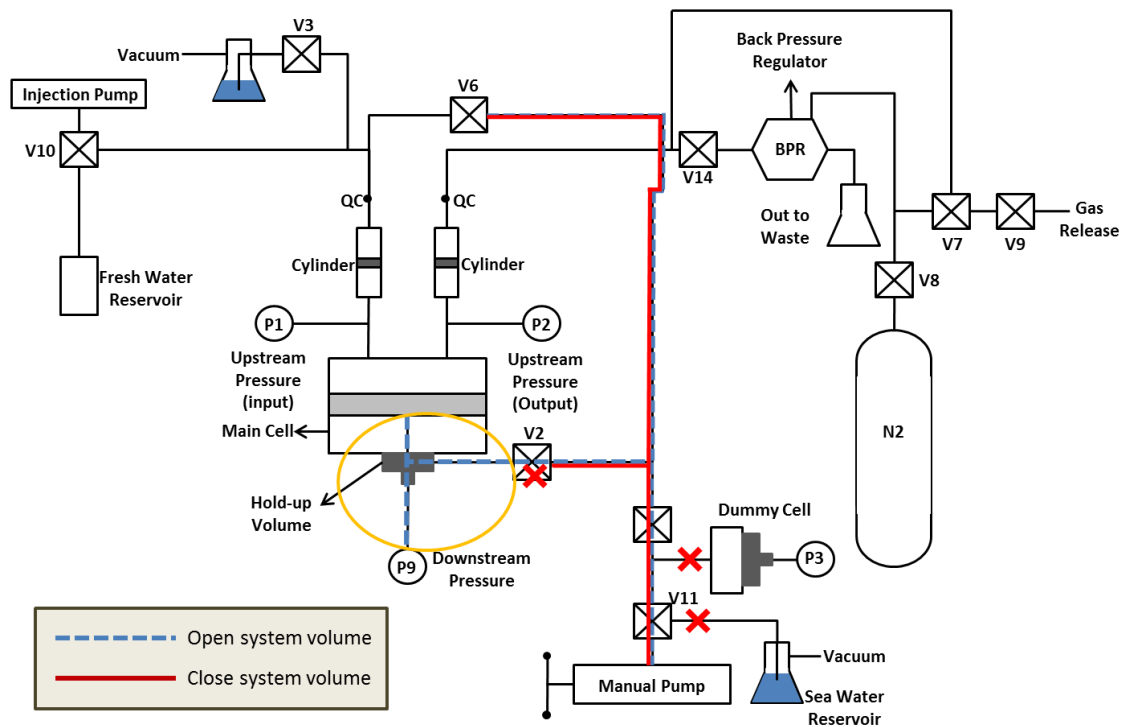 V3
Vacuum
Back Pressure
Regulator
Injection Pump
V6
V10
BPR
V14
QC
QC
Out to
Waste
V7
V9
Gas
Release
Cylinder
Cylinder
Fresh Water
Reservoir
V8
P1
P2
Upstream
Pressure
(input)
Upstream
Pressure
(Output)
Main Cell
V2
N2
Hold-up
Volume
Dummy Cell
P9
Downstream
Pressure
P3
V11
Open system volume
Close system volume
Manual Pump
Vacuum
Sea Water
Reservoir